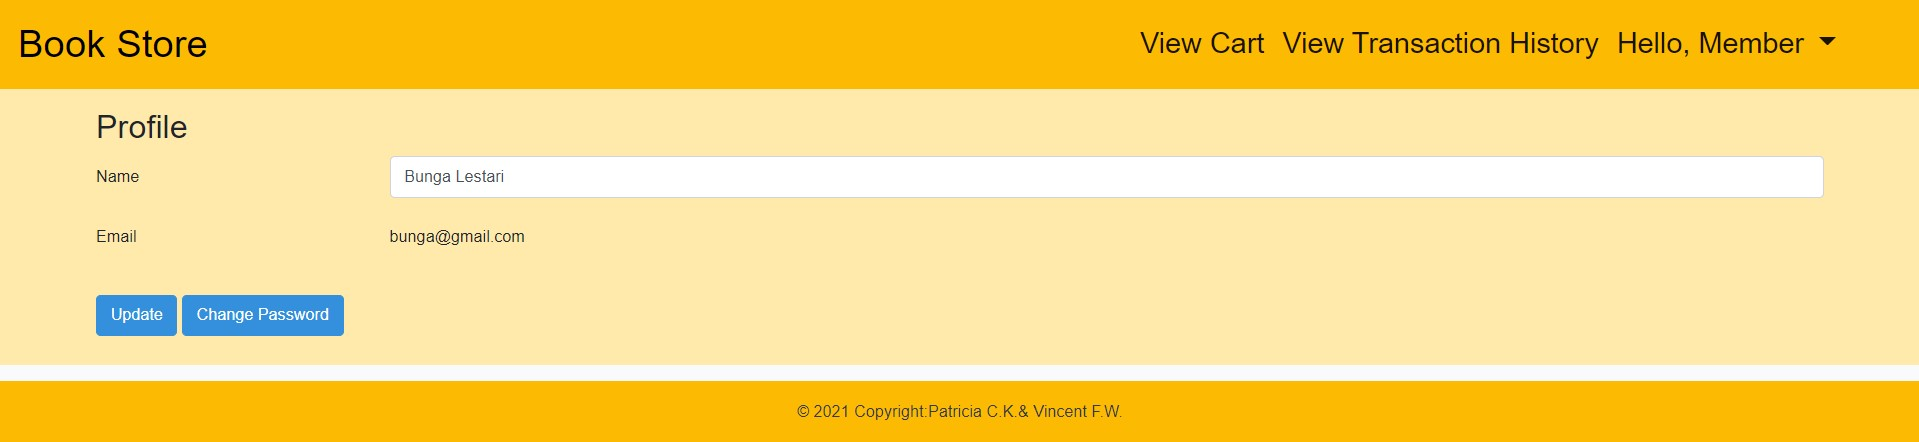 Book Store
View Cart View Transaction History Hello, Member
Profile
Name Bunga Lestari
Email bunga@gmail.com
Update Change Password
© 2021 Copyright:Patricia C.K.& Vincent F.W.